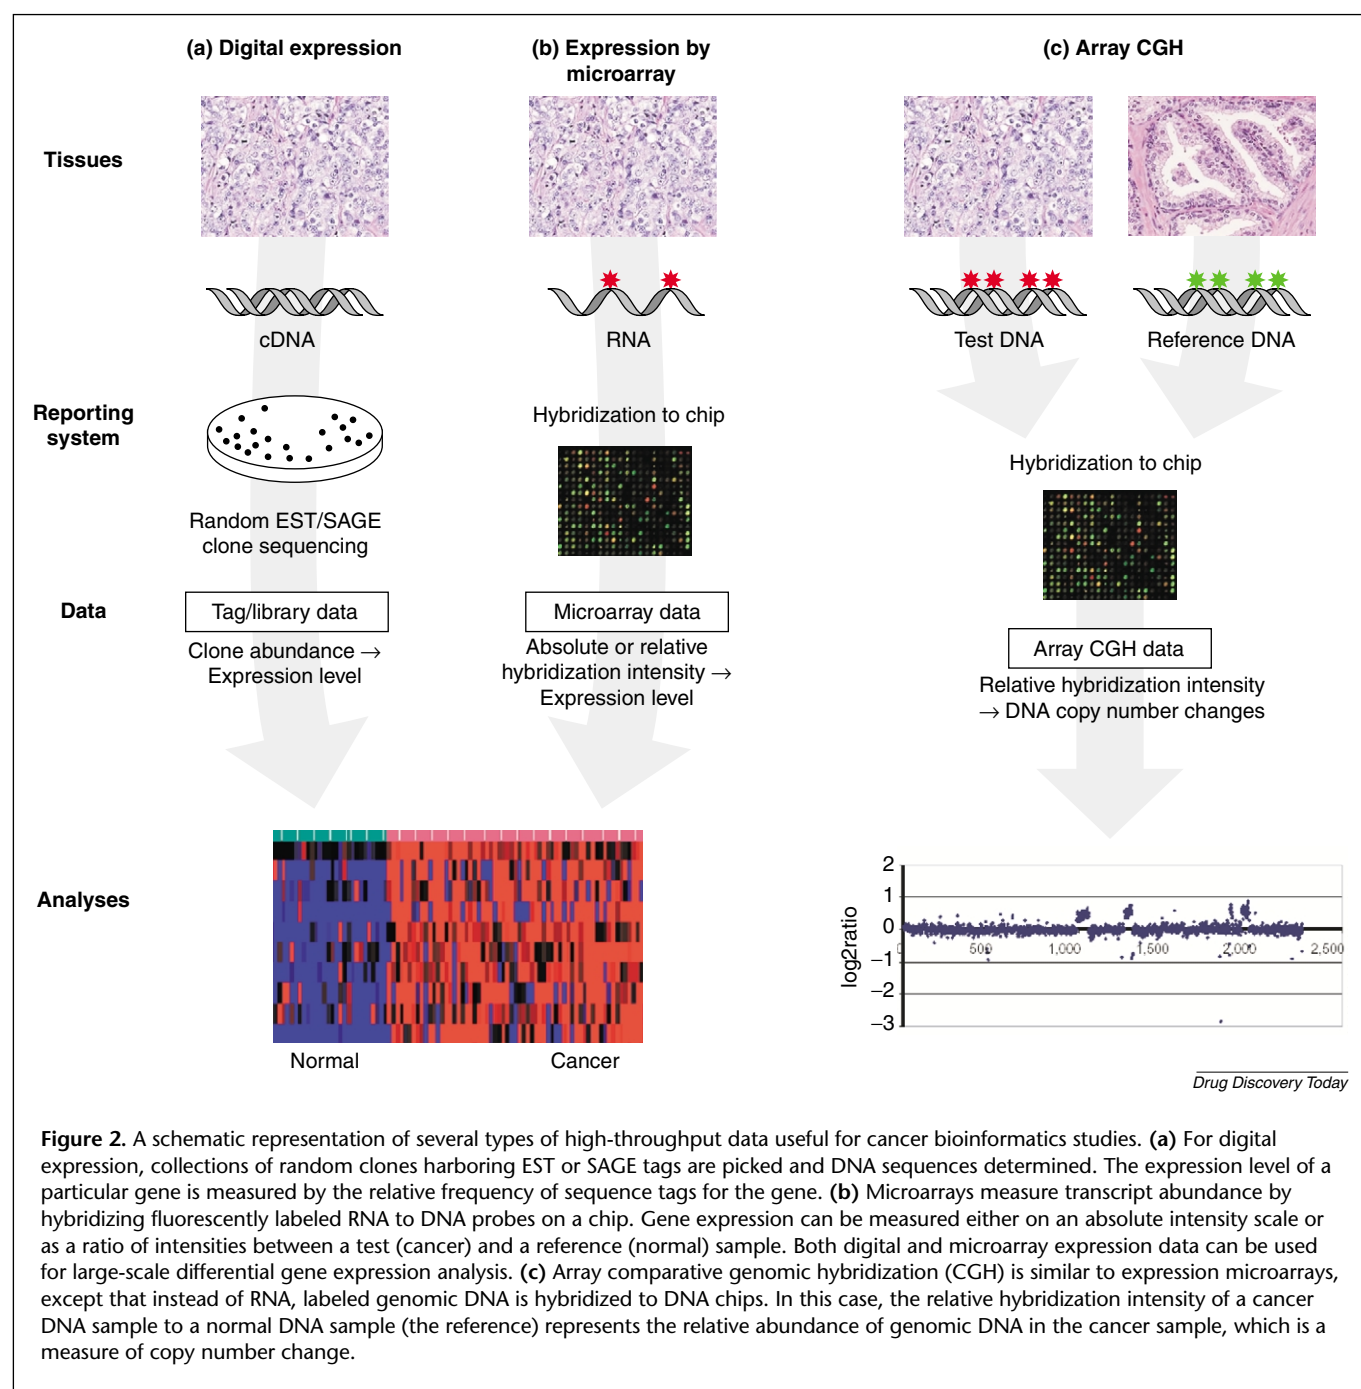 (a) Digital expression
(b) Expression by
microarray
(c) Array CGH
Tissues
cDNA
RNA
Test DNA
Reference DNA
Reporting
system
Random EST/SAGE
clone sequencing
Hybridization to chip
Hybridization to chip
Data
Tag/library data
Clone abundance →
Expression level
Microarray data
Absolute or relative
hybridization intensity →
Expression level
Array CGH data
Relative hybridization intensity
→ DNA copy number changes
Analyses
Normal
Cancer
log2ratio
2
1
0
–1
–2
–3
0
500
1,000
1,500
2,000
2,500
Drug Discovery Today
Figure 2. A schematic representation of several types of high-throughput data useful for cancer bioinformatics studies. (a) For digital
expression, collections of random clones harboring EST or SAGE tags are picked and DNA sequences determined. The expression level of a
particular gene is measured by the relative frequency of sequence tags for the gene. (b) Microarrays measure transcript abundance by
hybridizing fluorescently labeled RNA to DNA probes on a chip. Gene expression can be measured either on an absolute intensity scale or
as a ratio of intensities between a test (cancer) and a reference (normal) sample. Both digital and microarray expression data can be used
for large-scale differential gene expression analysis. (c) Array comparative genomic hybridization (CGH) is similar to expression microarrays,
except that instead of RNA, labeled genomic DNA is hybridized to DNA chips. In this case, the relative hybridization intensity of a cancer
DNA sample to a normal DNA sample (the reference) represents the relative abundance of genomic DNA in the cancer sample, which is a
measure of copy number change.